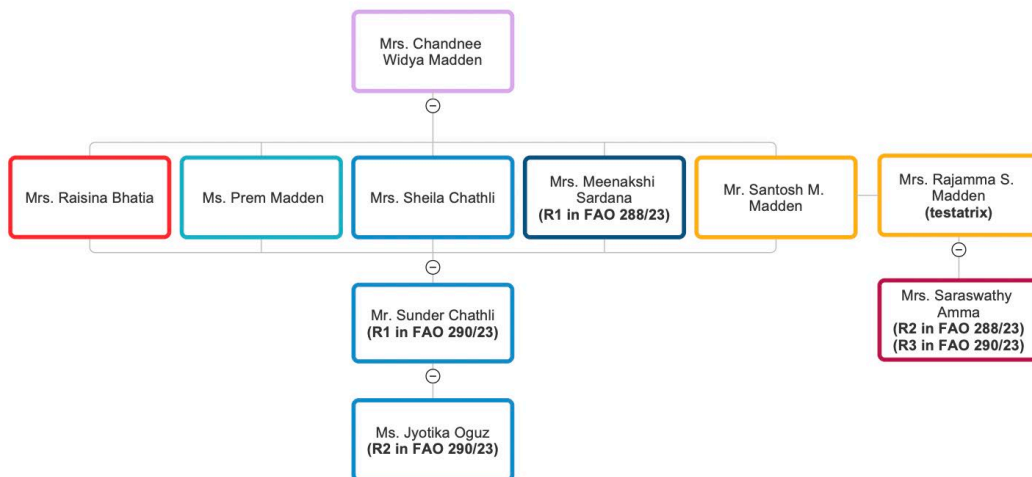 Mrs. Chandnee
Widya Madden
Mrs. Raisina Bhatia
Ms. Prem Madden
Mrs. Sheila Chathli
Mrs. Meenakshi
Sardana
(R1 in FAO 288/23)
Mr. Santosh M.
Madden
Mrs. Rajamma S.
Madden
(testatrix)
Mr. Sunder Chathli
(R1 in FAO 290/23)
Mrs. Saraswathy
Amma
(R2 in FAO 288/23)
(R3 in FAO 290/23)
Ms. Jyotika Oguz
(R2 in FAO 290/23)